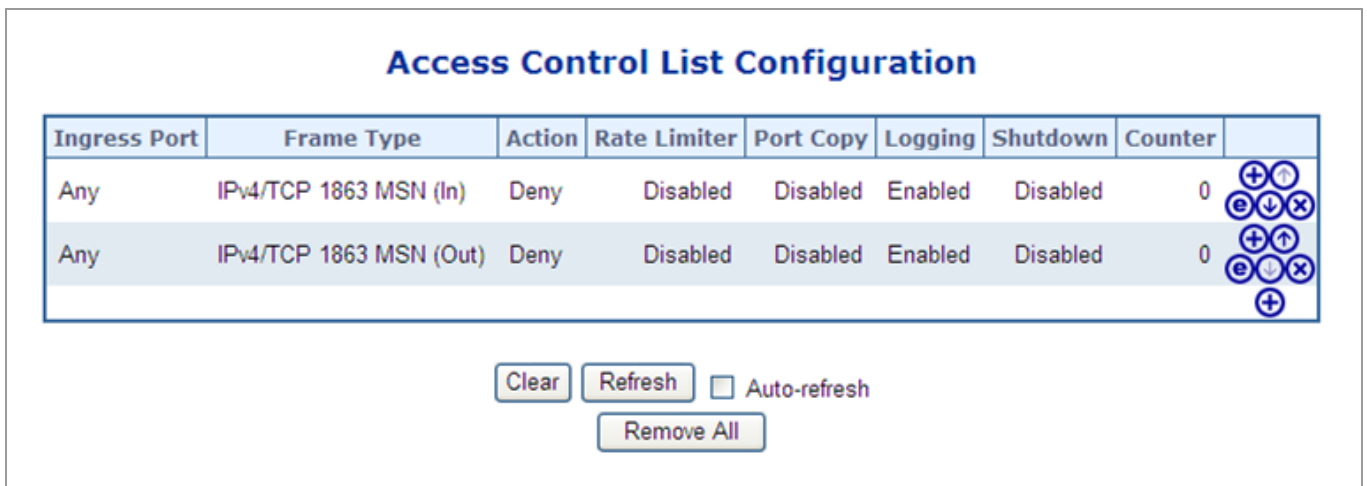 Access Control List Configuration
Ingress Port Frame Type Action Rate Limiter Port Copy Logging Shutdown Counter
Any IPv4/TCP 1863 MSN (In) Deny Disabled Disabled Enabled Disabled 0
e
Any IPv4/TCP 1863 MSN (Out) Deny Disabled Disabled Enabled Disabled 0
e
Clear Refresh Auto-refresh
Remove All